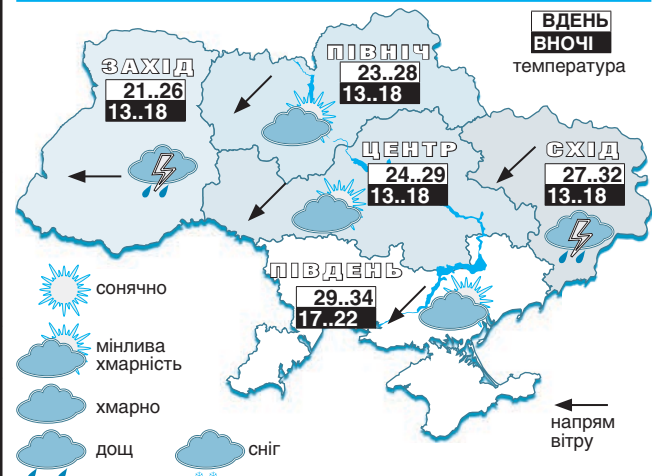 ВДЕНЬ
ВНОЧІ
температура
ЗАХІД
21..26
13..18
ПІВНІЧ
23..28
13..18
ЦЕНТР
24..29
13..18
СХІД
27..32
13..18
ПІВДЕНЬ
29..34
17..22
сонячно
мінлива
хмарність
хмарно
дощ
сніг
напрям
вітру